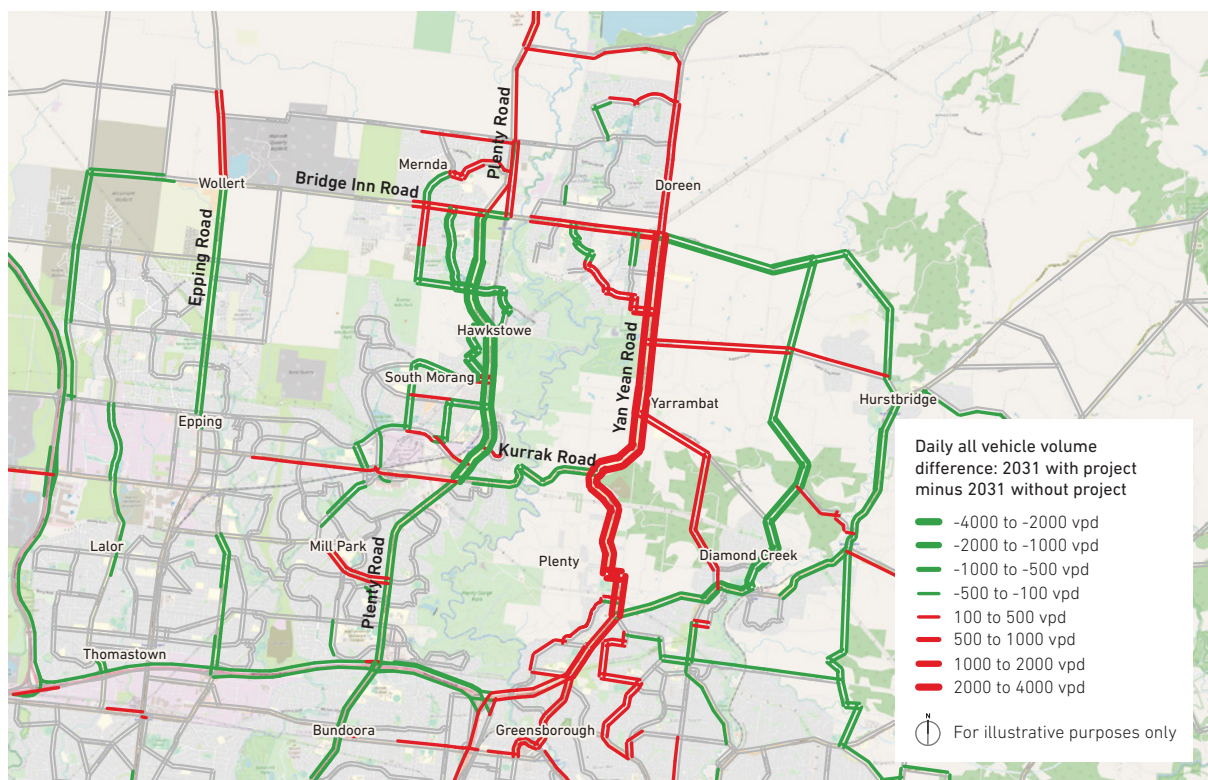 Plenty Road
Mernda
Wollert
Bridge Inn Road
Doreen
Epping Road
Hawkstowe
Yan Yean Road
South Morang
Yarrambat
Hurstbridge
Epping
Kurrak Road
Lalor
Mill Park
Plenty
Diamond Creek
Plenty Road
Thomastown
Bundoora
Greensborough
Daily all vehicle volume
difference: 2031 with project
minus 2031 without project
-4000 to -2000 vpd
-2000 to -1000 vpd
-1000 to -500 vpd
-500 to -100 vpd
100 to 500 vpd
500 to 1000 vpd
1000 to 2000 vpd
2000 to 4000 vpd
N
For illustrative purposes only